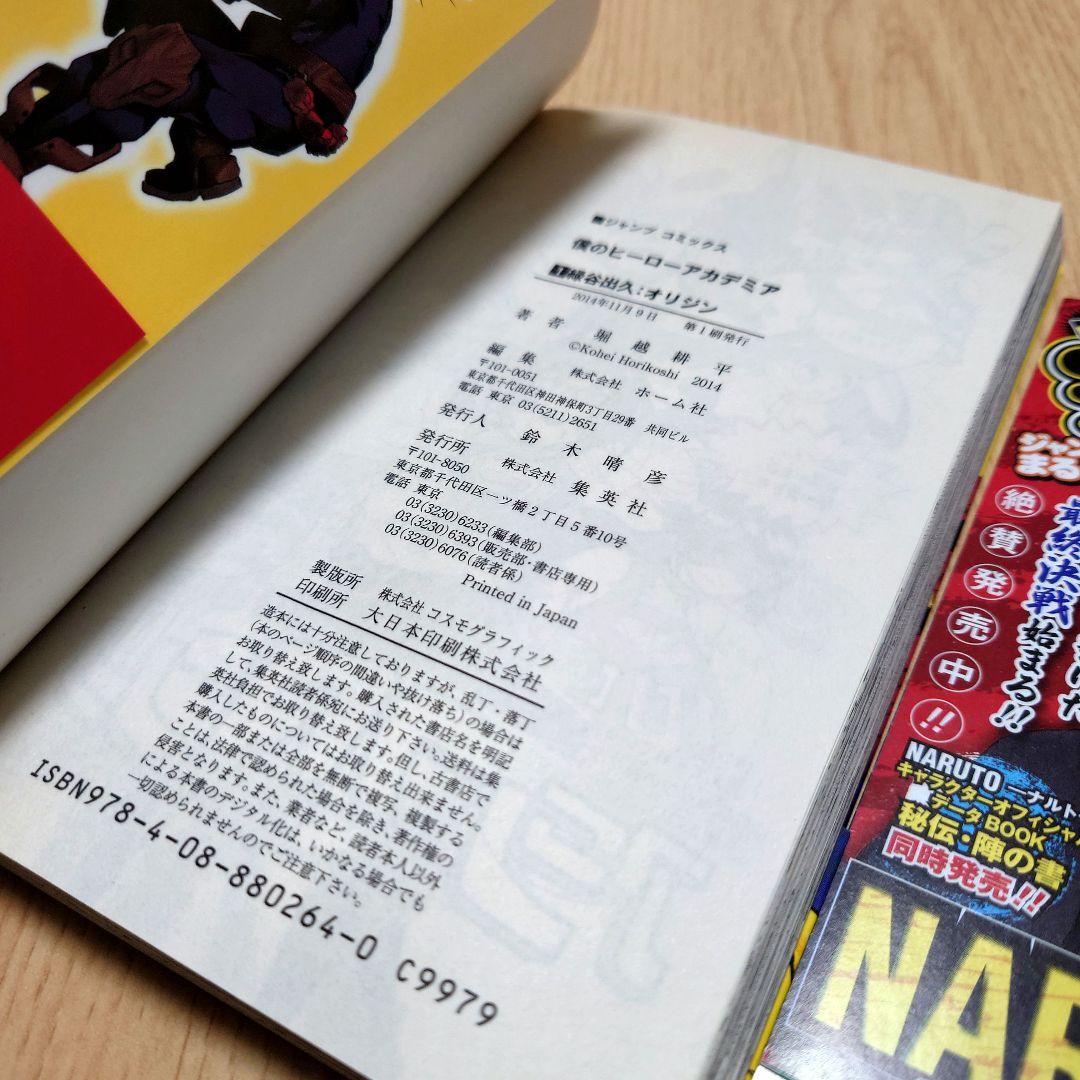 ジャンプ コミックス
僕のヒーローアカデミア
1緑谷出久:オリジン
2014年11月9日 第1刷発行
著者 堀越耕平
©Kohei Horikoshi 2014
編集 株式会社 ホーム社
〒101-0051
東京都千代田区神田神保町3丁目29番 共同ビル
電話 東京 03(5211)2651
発行人 鈴木晴彦
発行所 株式会社 集英社
〒101-8050
東京都千代田区一ツ橋2丁目5番10号
電話 東京
03(3230)6233(編集部)
03(3230)6393(販売部・書店専用)
03(3230)6076(読者係)
Printed in Japan
製版所 株式会社 コスモグラフィック
印刷所 大日本印刷株式会社
造本には十分注意しておりますが、乱丁・落丁
(本のページ順序の間違いや抜け落ち)の場合は
お取り替え致します。購入された書店名を明記
して、集英社読者係宛にお送り下さい。送料は集
英社負担でお取り替え致します。但し、古書店で
購入したものについてはお取り替え出来ません。
本書の一部または全部を無断で複写、複製する
ことは、法律で認められた場合を除き、著作権の
侵害となります。また、業者など、読者本人以外
による本書のデジタル化は、いかなる場合でも
一切認められませんのでご注意下さい。
ISBN978-4-08-880264-0 C9979
ジャン
まる
絶賛発売中!!
最終決戦始まる!!
NARUTO ―ナルト
キャラクターオフィシャ
データBOOK
秘伝・陣の書
同時発売!!
NAR